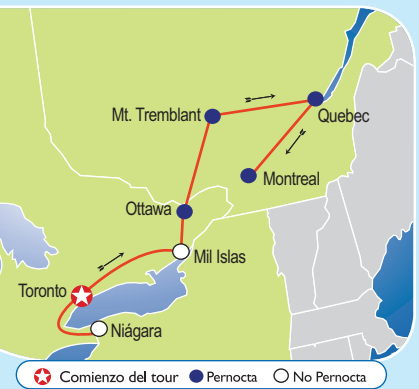 Mt. Tremblant
Quebec
Montreal
Ottawa
Mil Islas
Toronto
Niágara
Comienzo del tour Pernocta No Pernocta